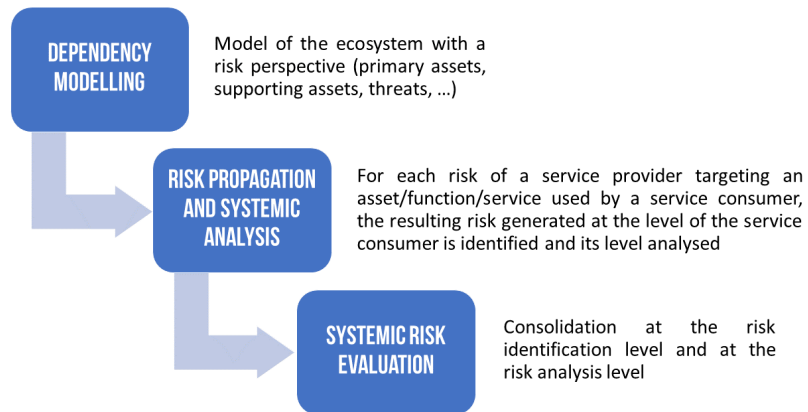 DEPENDENCY
MODELLING
Model of the ecosystem with a
risk perspective (primary assets,
supporting assets, threats, ...)
RISK PROPAGATION
AND SYSTEMIC
ANALYSIS
For each risk of a service provider targeting an
asset/function/service used by a service consumer,
the resulting risk generated at the level of the service
consumer is identified and its level analysed
SYSTEMIC RISK
EVALUATION
Consolidation at the risk
identification level and at the
risk analysis level